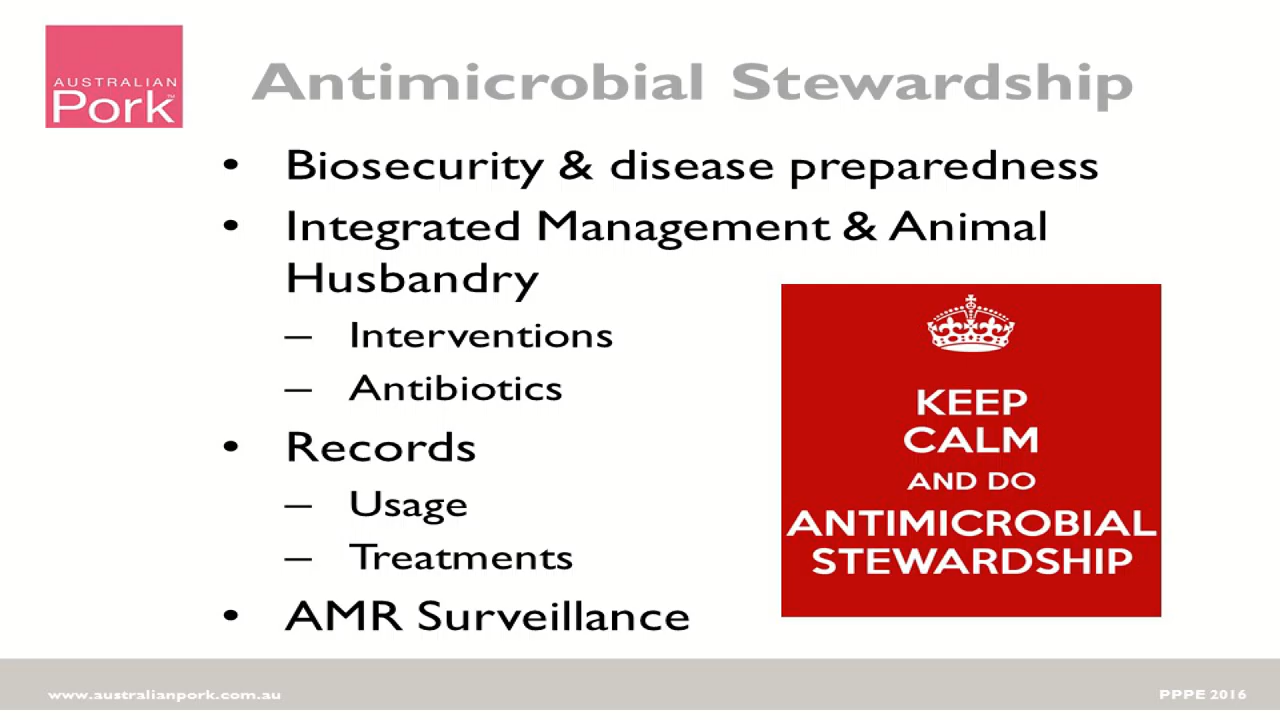 AUSTRALIAN
Pork™
Antimicrobial Stewardship
• Biosecurity & disease preparedness
• Integrated Management & Animal
Husbandry
– Interventions
– Antibiotics
• Records
– Usage
– Treatments
• AMR Surveillance
KEEP
CALM
AND DO
ANTIMICROBIAL
STEWARDSHIP
www.australianpork.com.au
PPPE 2016